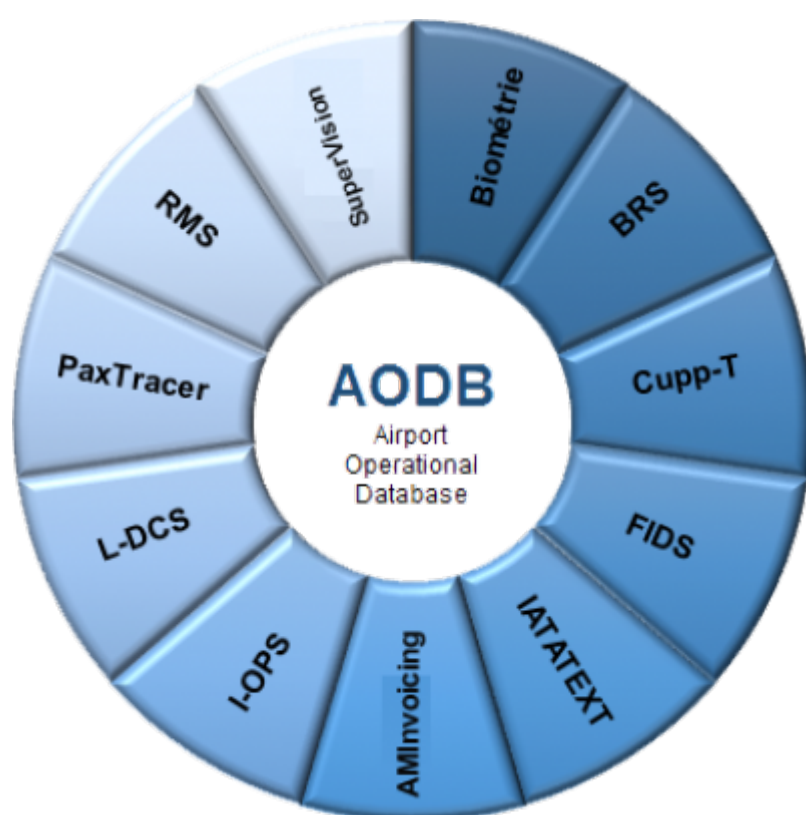 AODB
Airport
Operational
Database
Biométrie
BRS
Cupp-T
FIDS
IATATEXT
AMInvoicing
I-OPS
L-DCS
PaxTracer
RMS
SuperVision